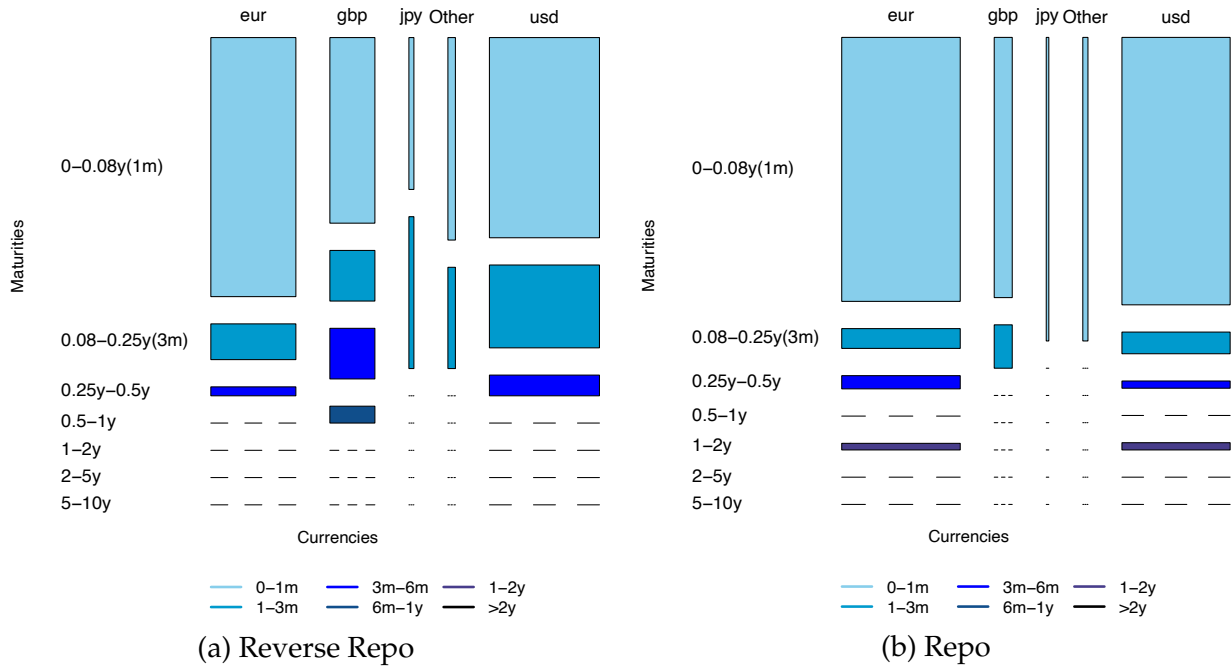 eur gbp jpy Other usd
0−0.08y(1m)
0.08−0.25y(3m)
0.25y−0.5y
0.5−1y
1−2y
2−5y
5−10y
Maturities
Currencies
0−1m 3m−6m 1−2y
1−3m 6m−1y >2y
(a) Reverse Repo
eur gbp jpy Other usd
0−0.08y(1m)
0.08−0.25y(3m)
0.25y−0.5y
0.5−1y
1−2y
2−5y
5−10y
Maturities
Currencies
0−1m 3m−6m 1−2y
1−3m 6m−1y >2y
(b) Repo